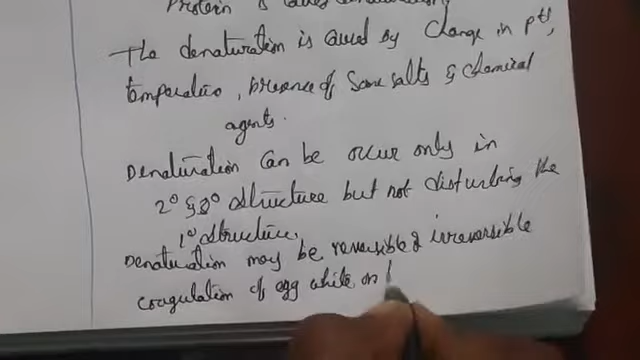 Protein is
The denaturation is caused by change in pH,
temperature, presence of some salts & chemical
agents.
Denaturation can be occur only in
2° & 3° structure but not disturbing the
1° structure.
Denaturation may be reversible & irreversible
coagulation of egg white on